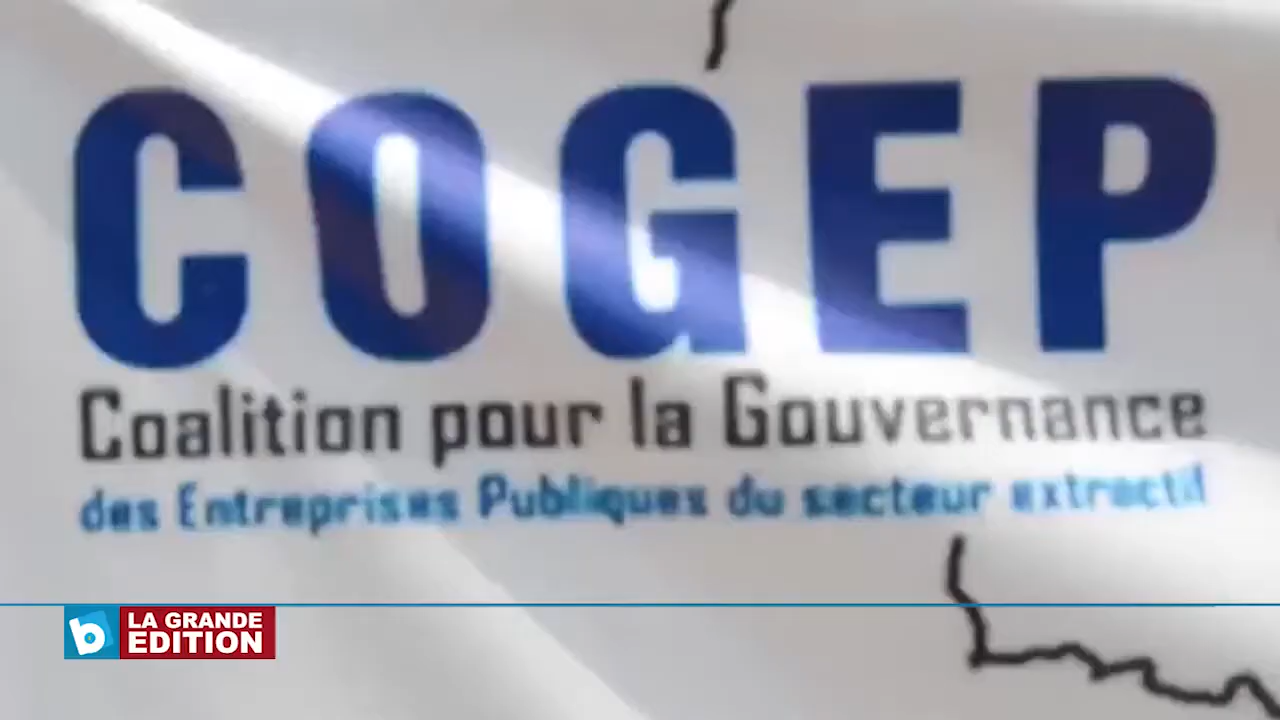 COGEP
Coalition pour la Gouvernance
des Entreprises Publiques du secteur extractif
b
LA GRANDE
EDITION